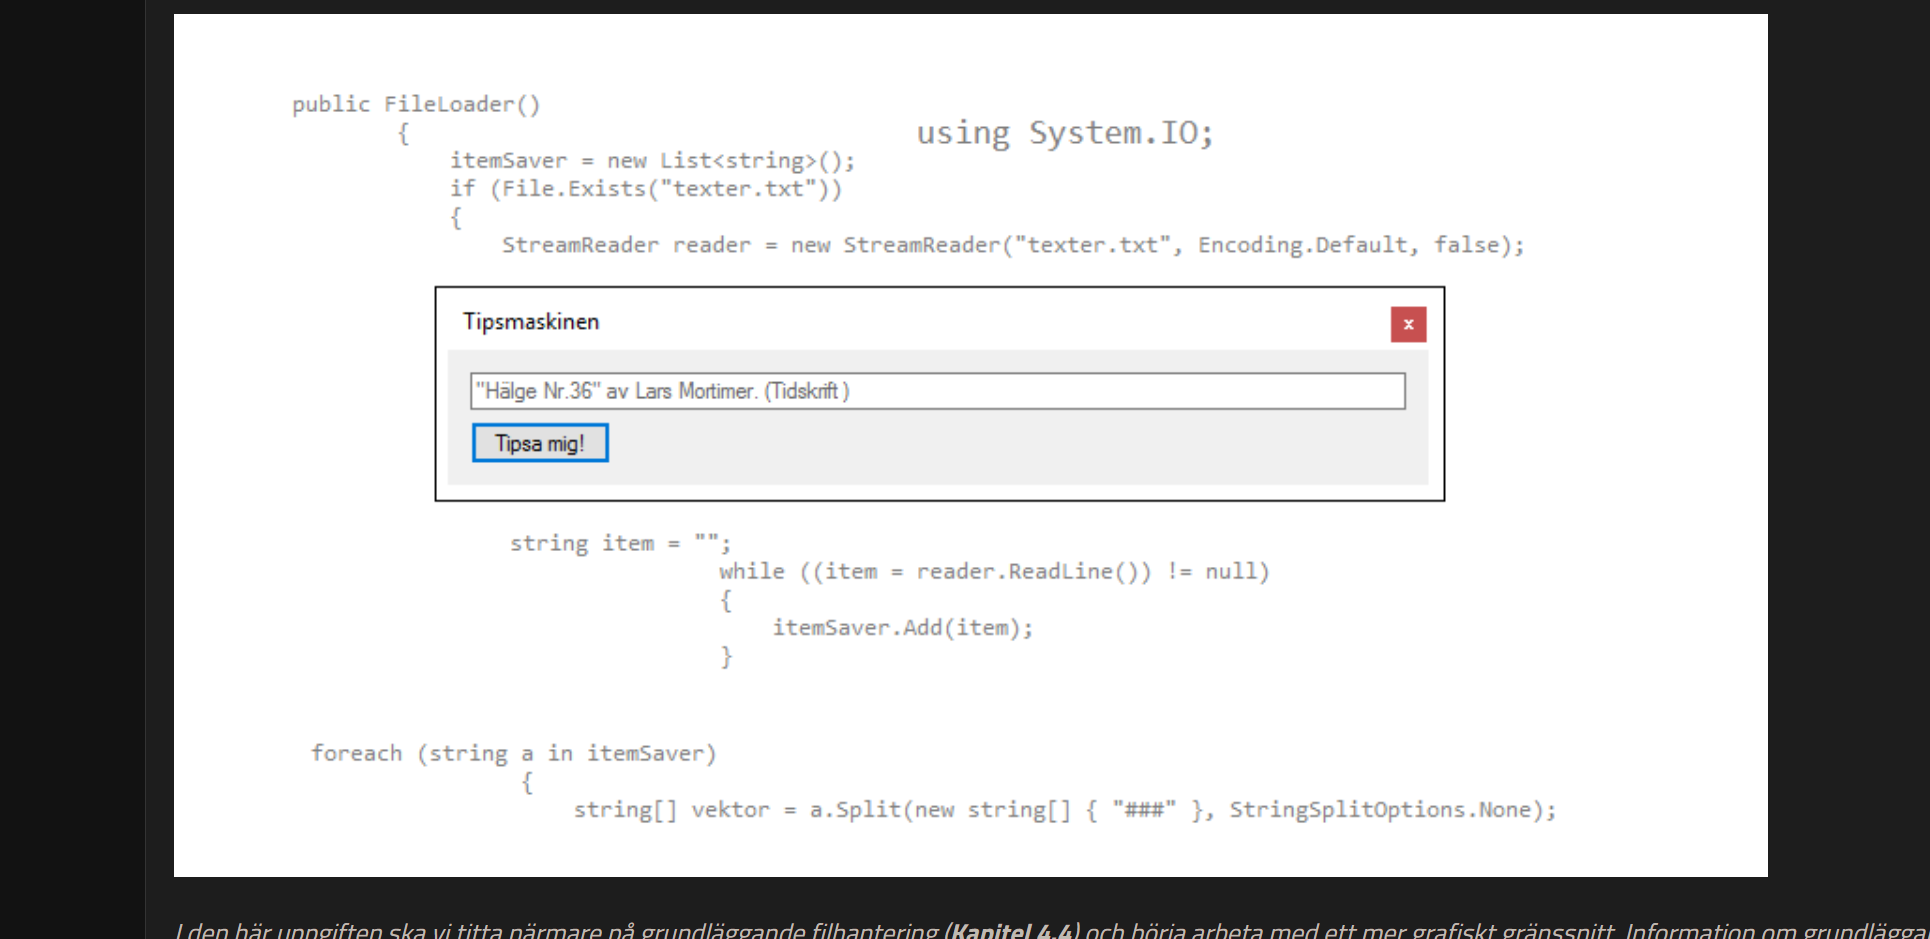 public FileLoader()
{
using System.IO;
itemSaver = new List<string>();
if (File.Exists("texter.txt"))
{
StreamReader reader = new StreamReader("texter.txt", Encoding.Default, false);
Tipsmaskinen
x
"Hälge Nr.36" av Lars Mortimer. (Tidskrift )
Tipsa mig!
string item = "";
while ((item = reader.ReadLine()) != null)
{
itemSaver.Add(item);
}
foreach (string a in itemSaver)
{
string[] vektor = a.Split(new string[] { "###" }, StringSplitOptions.None);
I den här uppgiften ska vi titta närmare på grundläggande filhantering (Kapitel 4.4) och börja arbeta med ett mer grafiskt gränssnitt. Information om